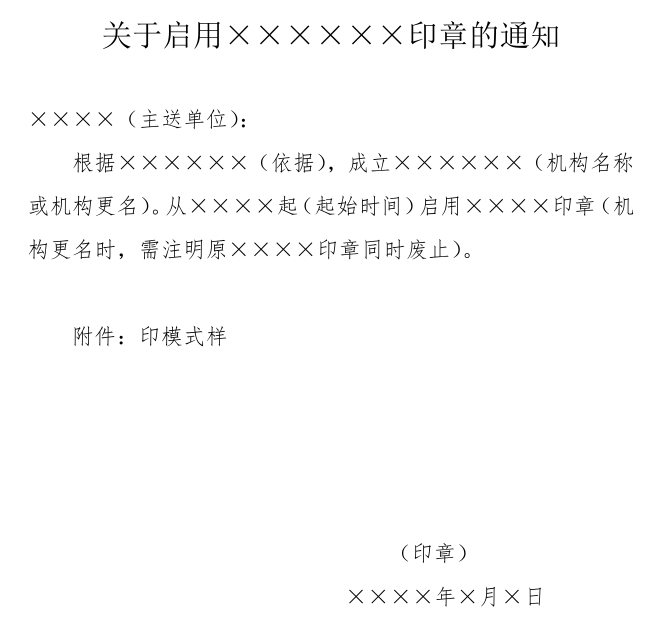 关于启用××××××印章的通知
××××（主送单位）：
根据××××××（依据），成立××××××（机构名称
或机构更名）。从××××起（起始时间）启用××××印章（机
构更名时，需注明原××××印章同时废止）。
附件：印模式样
（印章）
××××年×月×日